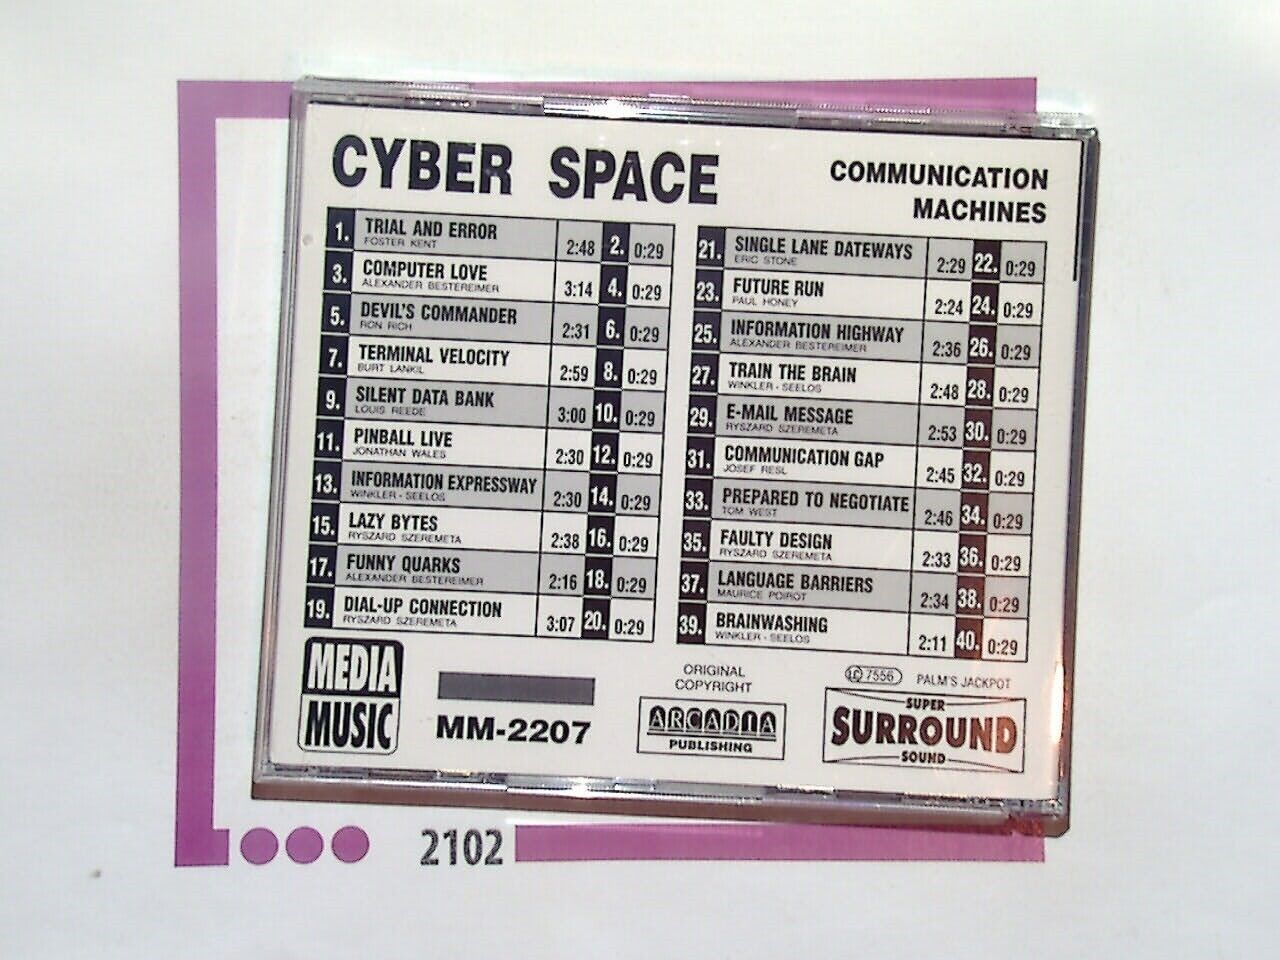 CYBER SPACE
COMMUNICATION
MACHINES
1. TRIAL AND ERROR 2:48 2. 0:29
FOSTER KENT
3. COMPUTER LOVE 3:14 4. 0:29
ALEXANDER BESTEREIMER
5. DEVIL'S COMMANDER 2:31 6. 0:29
RON RICH
7. TERMINAL VELOCITY 2:59 8. 0:29
BURT LANKIL
9. SILENT DATA BANK 3:00 10. 0:29
LOUIS REEDE
11. PINBALL LIVE 2:30 12. 0:29
JONATHAN WALES
13. INFORMATION EXPRESSWAY 2:30 14. 0:29
WINKLER - SEELOS
15. LAZY BYTES 2:38 16. 0:29
RYSZARD SZEREMETA
17. FUNNY QUARKS 2:16 18. 0:29
ALEXANDER BESTEREIMER
19. DIAL-UP CONNECTION 3:07 20. 0:29
RYSZARD SZEREMETA
21. SINGLE LANE DATEWAYS 2:29 22. 0:29
ERIC STONE
23. FUTURE RUN 2:24 24. 0:29
PAUL HONEY
25. INFORMATION HIGHWAY 2:36 26. 0:29
ALEXANDER BESTEREIMER
27. TRAIN THE BRAIN 2:48 28. 0:29
WINKLER - SEELOS
29. E-MAIL MESSAGE 2:53 30. 0:29
RYSZARD SZEREMETA
31. COMMUNICATION GAP 2:45 32. 0:29
JOSEF RESL
33. PREPARED TO NEGOTIATE 2:46 34. 0:29
TOM WEST
35. FAULTY DESIGN 2:33 36. 0:29
RYSZARD SZEREMETA
37. LANGUAGE BARRIERS 2:34 38. 0:29
MAURICE POIROT
39. BRAINWASHING 2:11 40. 0:29
WINKLER - SEELOS
MEDIA
MUSIC
MM-2207
ORIGINAL
COPYRIGHT
ARCADIA
PUBLISHING
LC 7556 PALM'S JACKPOT
SUPER
SURROUND
SOUND
2102